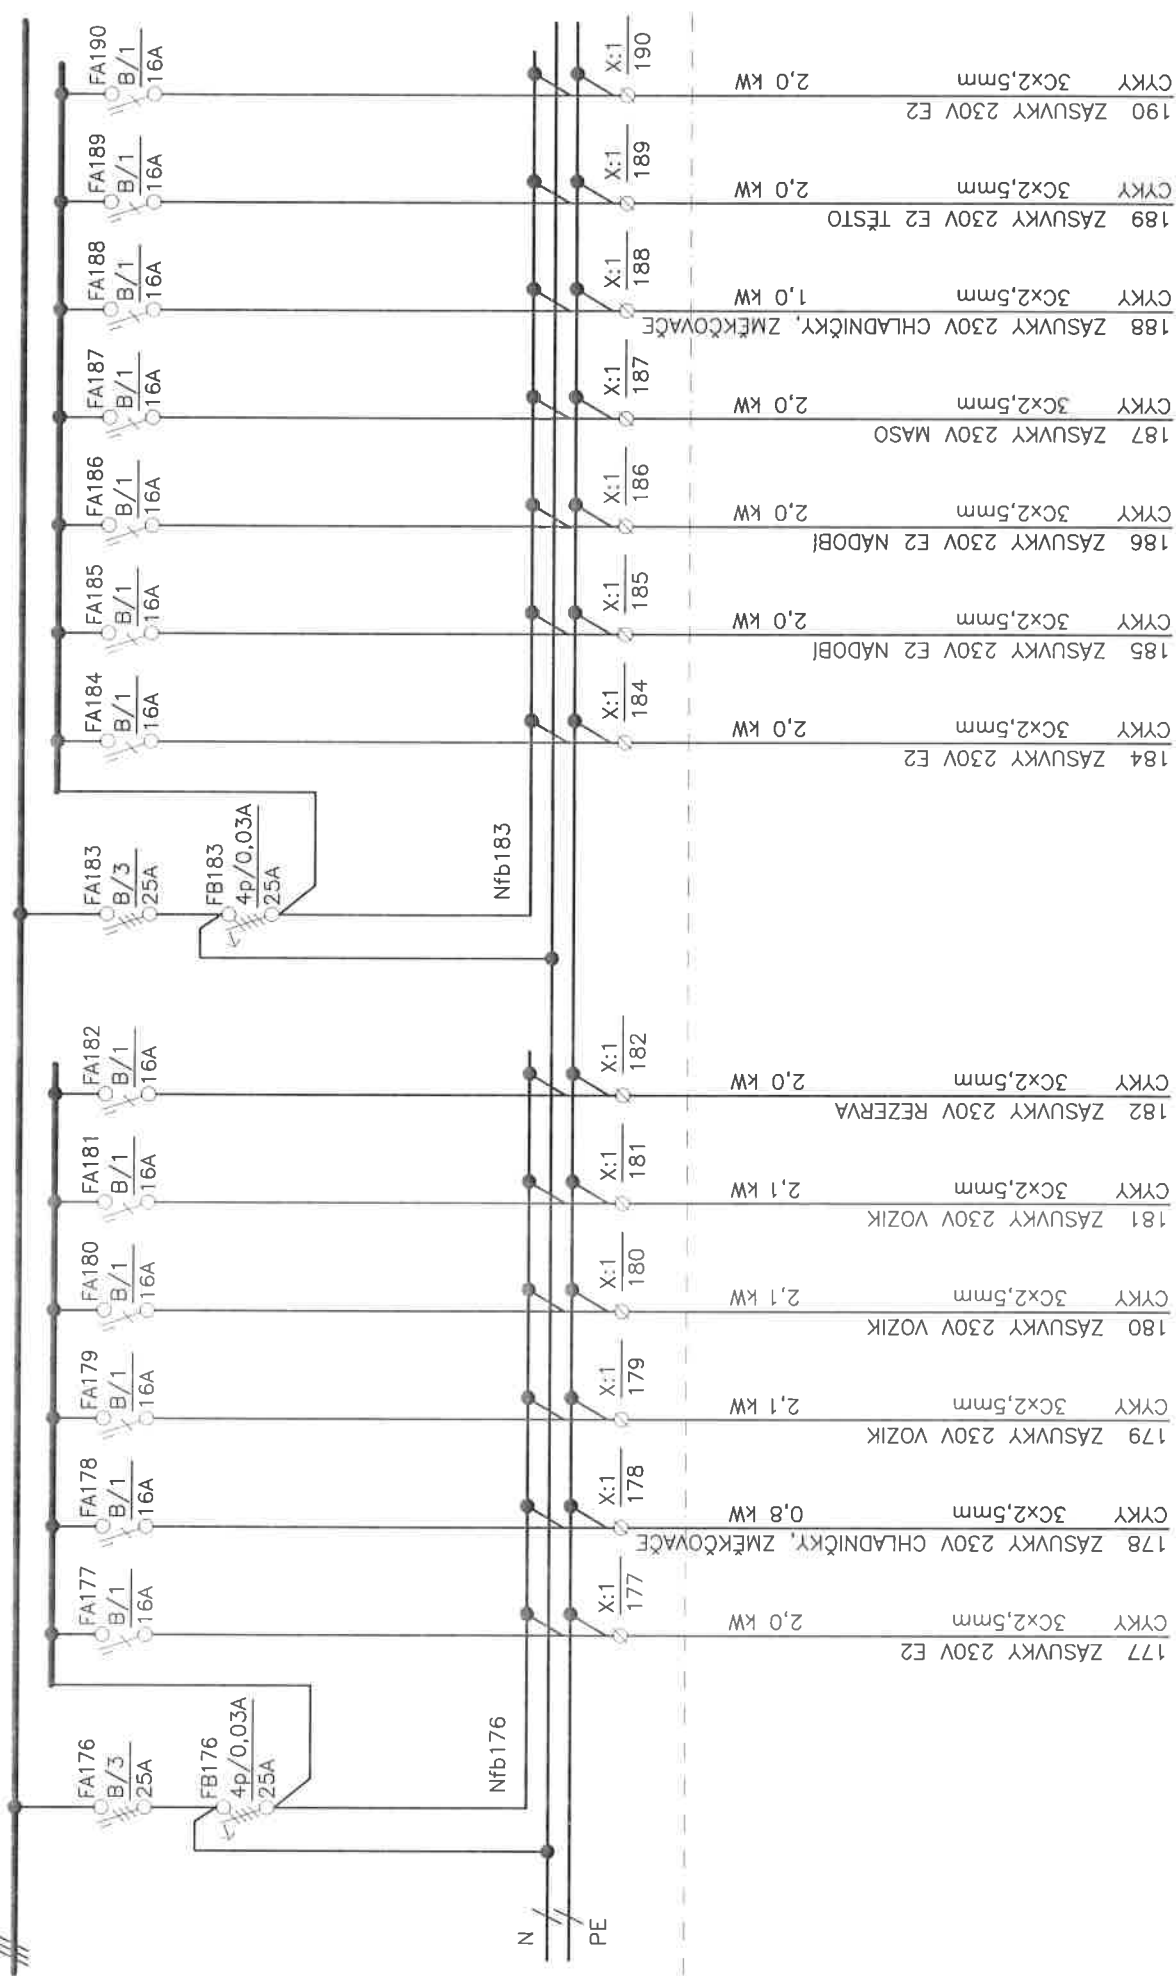 FA176
B/3
25A
FB176
4p/0,03A
25A
Nfb176
N
PE
FA177
B/1
16A
X:1
177
177 ZÁSUVKY 230V E2
CYKY 3Cx2,5mm 2,0 kW
FA178
B/1
16A
X:1
178
178 ZÁSUVKY 230V CHLADNIČKY, ZMĚKČOVAČE
CYKY 3Cx2,5mm 0,8 kW
FA179
B/1
16A
X:1
179
179 ZÁSUVKY 230V VOZIK
CYKY 3Cx2,5mm 2,1 kW
FA180
B/1
16A
X:1
180
180 ZÁSUVKY 230V VOZIK
CYKY 3Cx2,5mm 2,1 kW
FA181
B/1
16A
X:1
181
181 ZÁSUVKY 230V VOZIK
CYKY 3Cx2,5mm 2,1 kW
FA182
B/1
16A
X:1
182
182 ZÁSUVKY 230V REZERVA
CYKY 3Cx2,5mm 2,0 kW
FA183
B/3
25A
FB183
4p/0,03A
25A
Nfb183
FA184
B/1
16A
X:1
184
184 ZÁSUVKY 230V E2
CYKY 3Cx2,5mm 2,0 kW
FA185
B/1
16A
X:1
185
185 ZÁSUVKY 230V E2 NÁDOBÍ
CYKY 3Cx2,5mm 2,0 kW
FA186
B/1
16A
X:1
186
186 ZÁSUVKY 230V E2 NÁDOBÍ
CYKY 3Cx2,5mm 2,0 kW
FA187
B/1
16A
X:1
187
187 ZÁSUVKY 230V MASO
CYKY 3Cx2,5mm 2,0 kW
FA188
B/1
16A
X:1
188
188 ZÁSUVKY 230V CHLADNIČKY, ZMĚKČOVAČE
CYKY 3Cx2,5mm 1,0 kW
FA189
B/1
16A
X:1
189
189 ZÁSUVKY 230V E2 TĚSTO
CYKY 3Cx2,5mm 2,0 kW
FA190
B/1
16A
X:1
190
190 ZÁSUVKY 230V E2
CYKY 3Cx2,5mm 2,0 kW